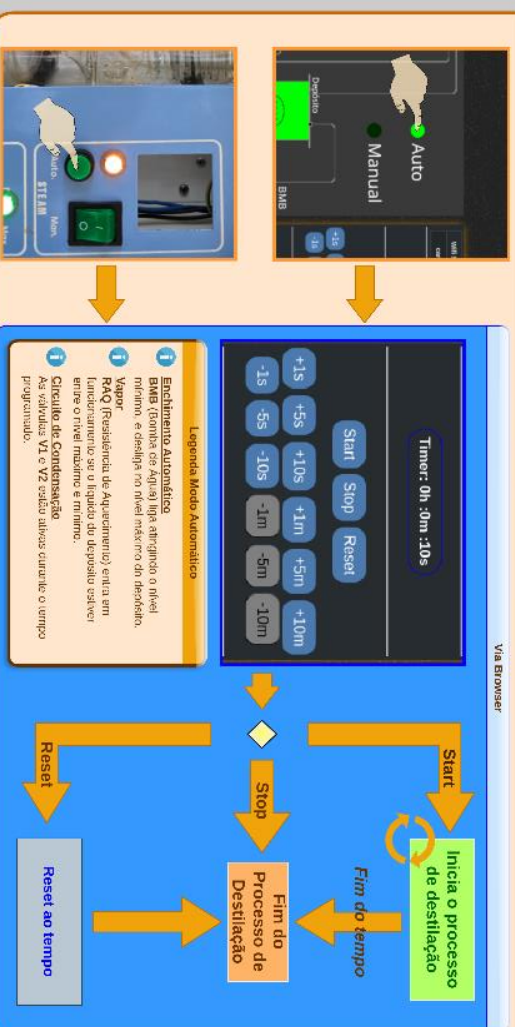 Via Browser
Auto
Manual
Depósito
BMB
+1s
-1s
Auto.
Man.
STEAM
Max
Timer: 0h :0m :10s
Start
Stop
Reset
+1s
+5s
+10s
+1m
+5m
+10m
-1s
-5s
-10s
-1m
-5m
-10m
Legenda Modo Automático
Enchimento Automático
BMB (Bomba de Água) liga atingindo o nível
mínimo, e desliga no nível máximo do depósito.
Vapor
RAQ (Resistência de Aquecimento) entra em
funcionamento se o líquido do depósito estiver
entre o nível máximo e mínimo.
Circuito de Condensação
As válvulas V1 e V2 estão ativas durante o tempo
programado.
Start
Inicia o processo
de destilação
Fim do tempo
Stop
Fim do
Processo de
Destilação
Reset
Reset ao tempo